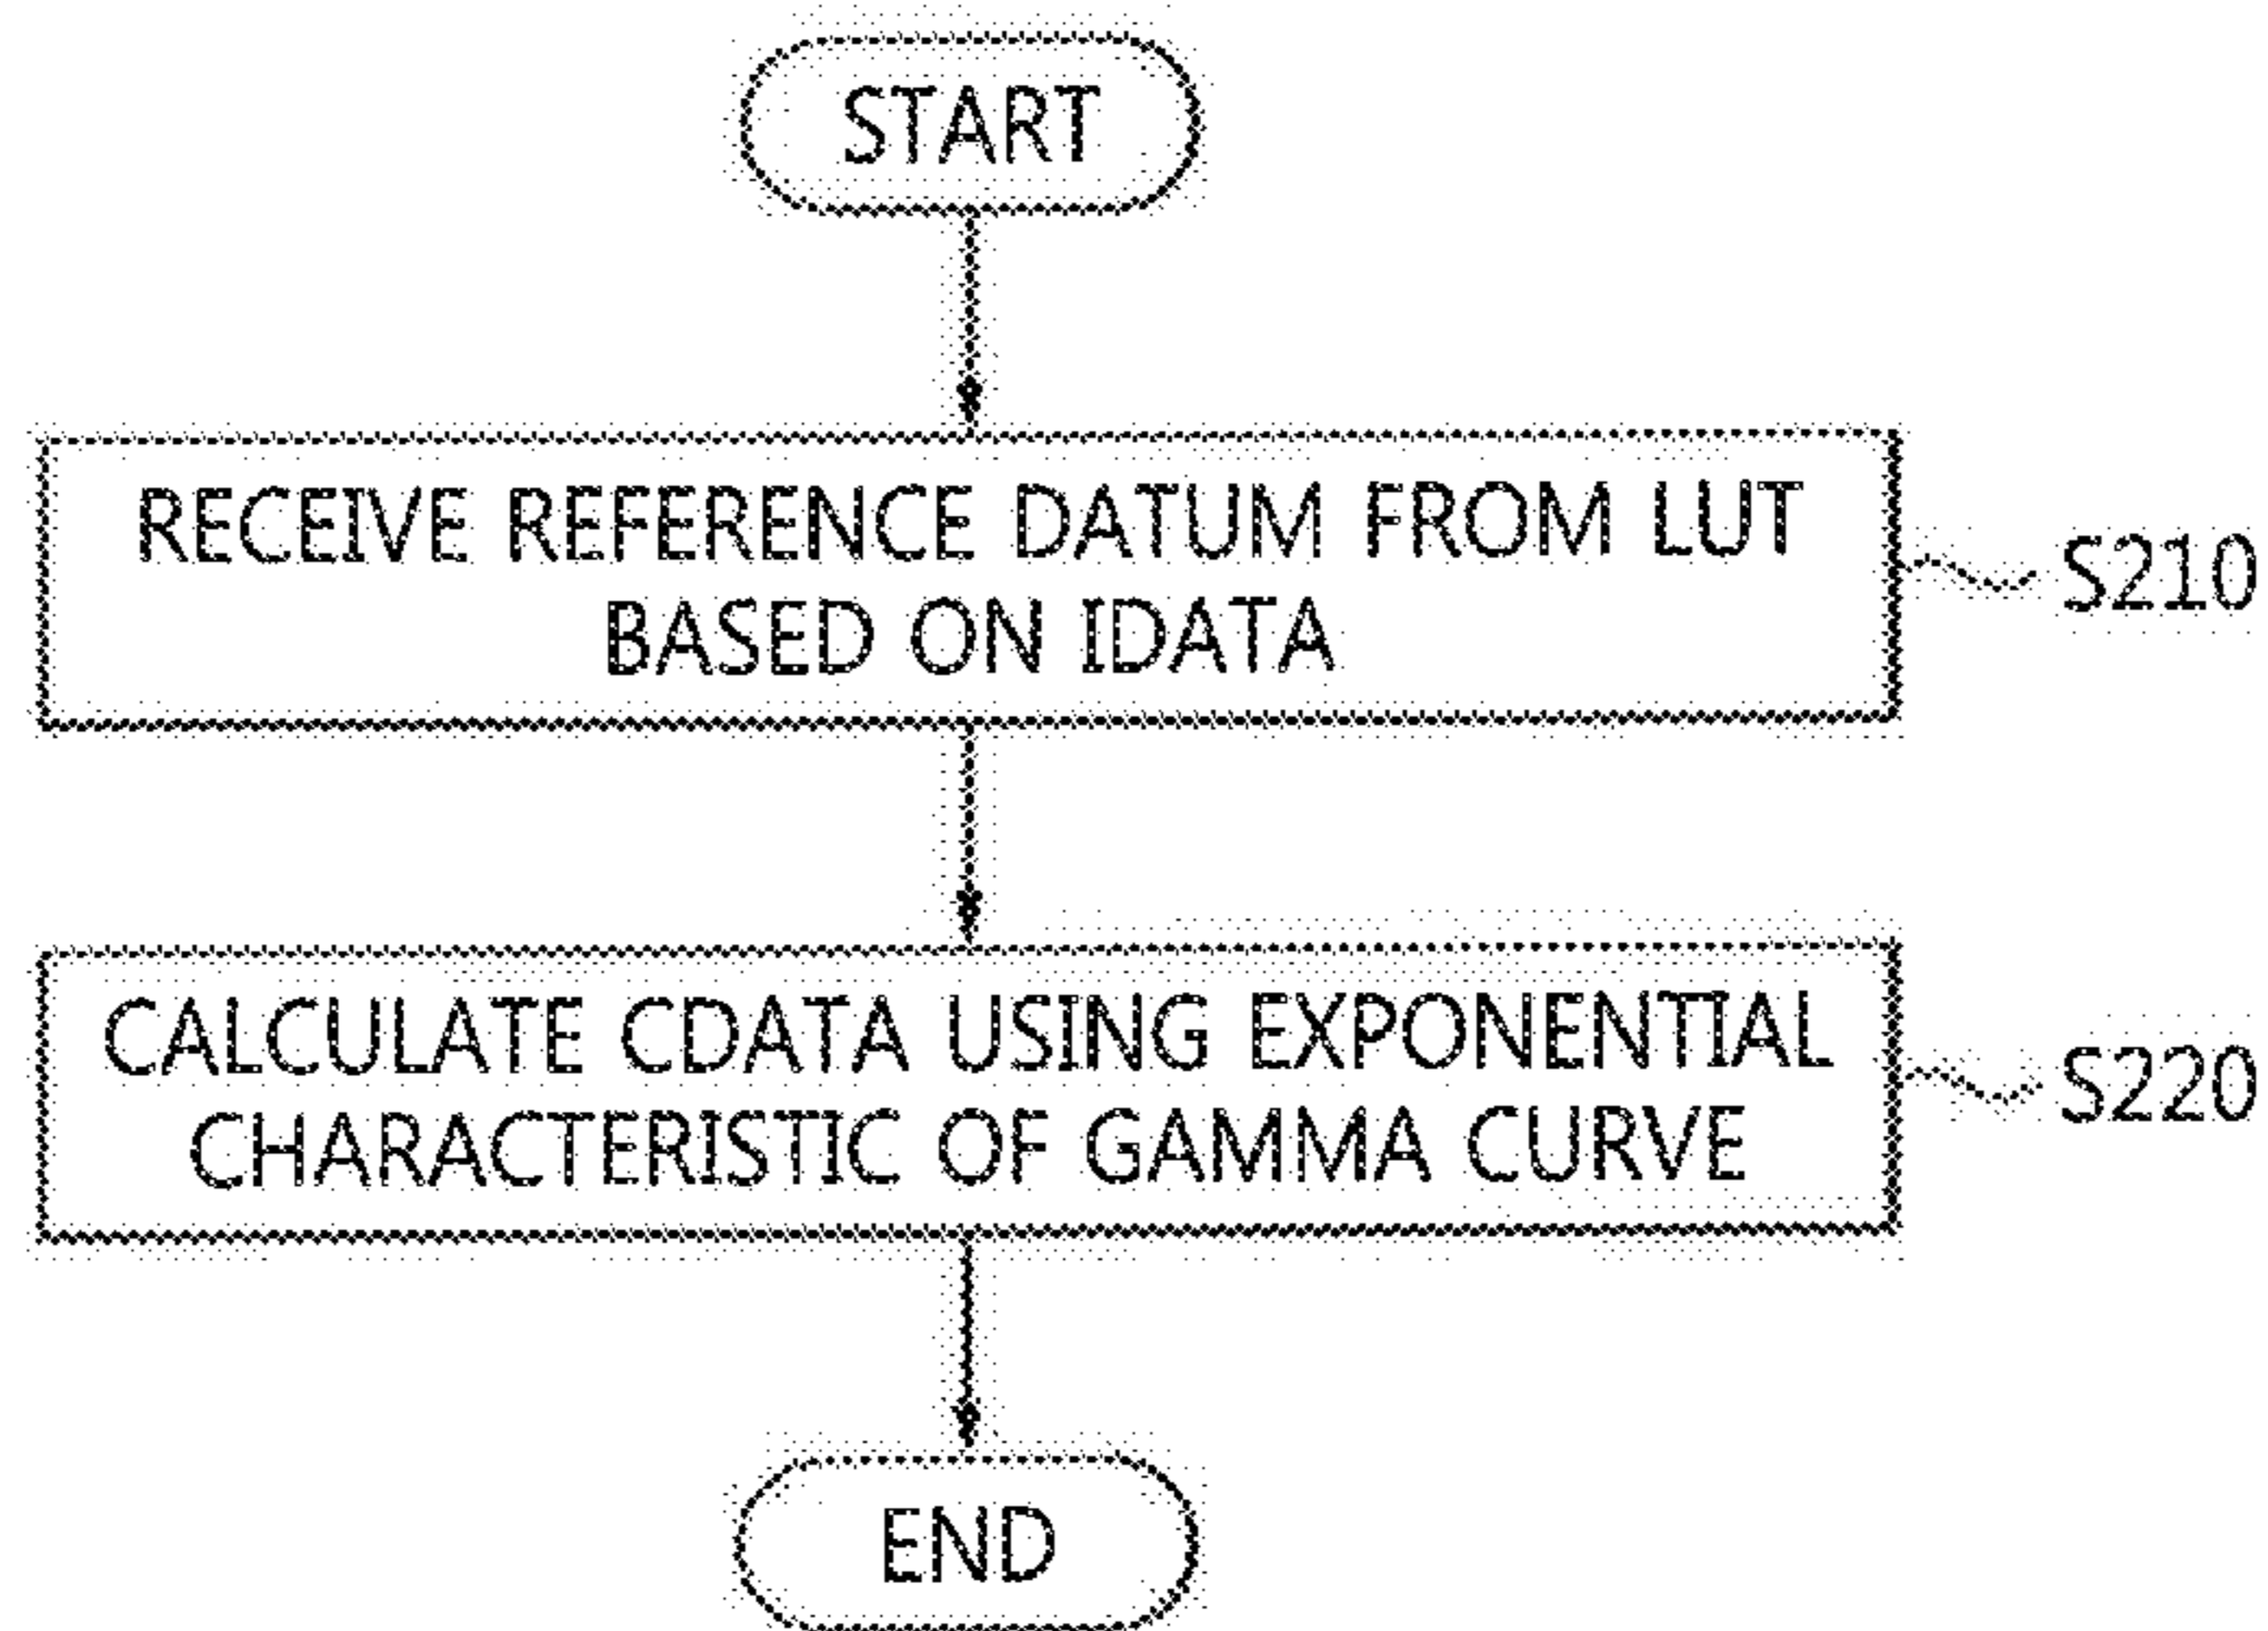 START
RECEIVE REFERENCE DATUM FROM LUT
BASED ON IDATA
S210
CALCULATE CDATA USING EXPONENTIAL
CHARACTERISTIC OF GAMMA CURVE
S220
END